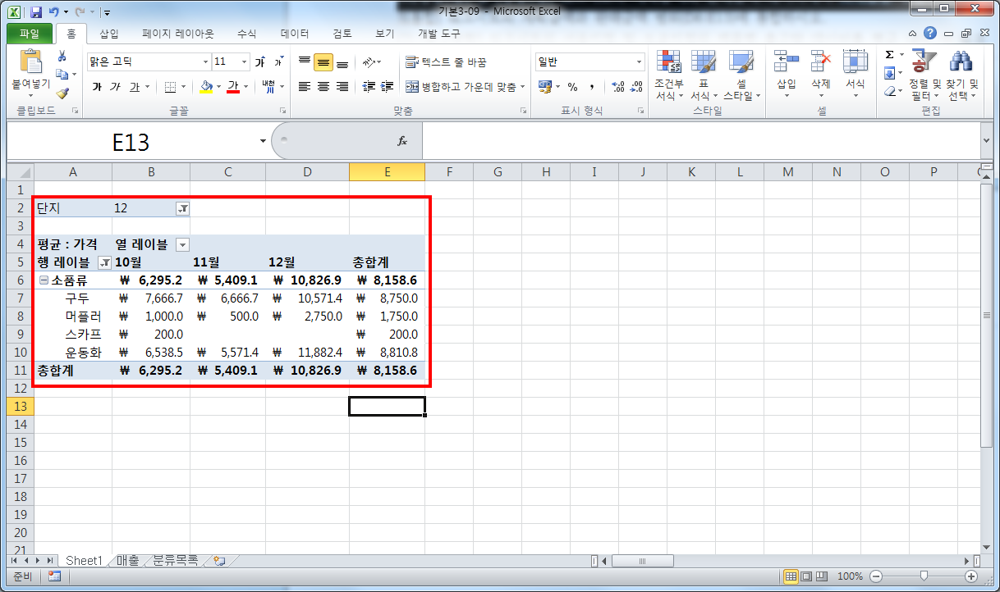 기본3-09 - Microsoft Excel
파일 홈 삽입 페이지 레이아웃 수식 데이터 검토 보기 개발 도구
맑은 고딕 11 가 가 텍스트 줄 바꿈 일반
붙여넣기 가 가 가 가 내천 병합하고 가운데 맞춤 % , 조건부 서식 표 서식 셀 스타일 삽입 삭제 서식 Σ 정렬 및 필터 찾기 및 선택
클립보드 글꼴 맞춤 표시 형식 스타일 셀 편집
E13 fx
A B C D E F G H I J K L M N O P
1
2 단지 12
3
4 평균 : 가격 열 레이블
5 행 레이블 10월 11월 12월 총합계
6 소품류 ₩ 6,295.2 ₩ 5,409.1 ₩ 10,826.9 ₩ 8,158.6
7 구두 ₩ 7,666.7 ₩ 6,666.7 ₩ 10,571.4 ₩ 8,750.0
8 머플러 ₩ 1,000.0 ₩ 500.0 ₩ 2,750.0 ₩ 1,750.0
9 스카프 ₩ 200.0 ₩ 200.0
10 운동화 ₩ 6,538.5 ₩ 5,571.4 ₩ 11,882.4 ₩ 8,810.8
11 총합계 ₩ 6,295.2 ₩ 5,409.1 ₩ 10,826.9 ₩ 8,158.6
12
13
14
15
16
17
18
19
20
21
Sheet1 매출 분류목록
준비 100%